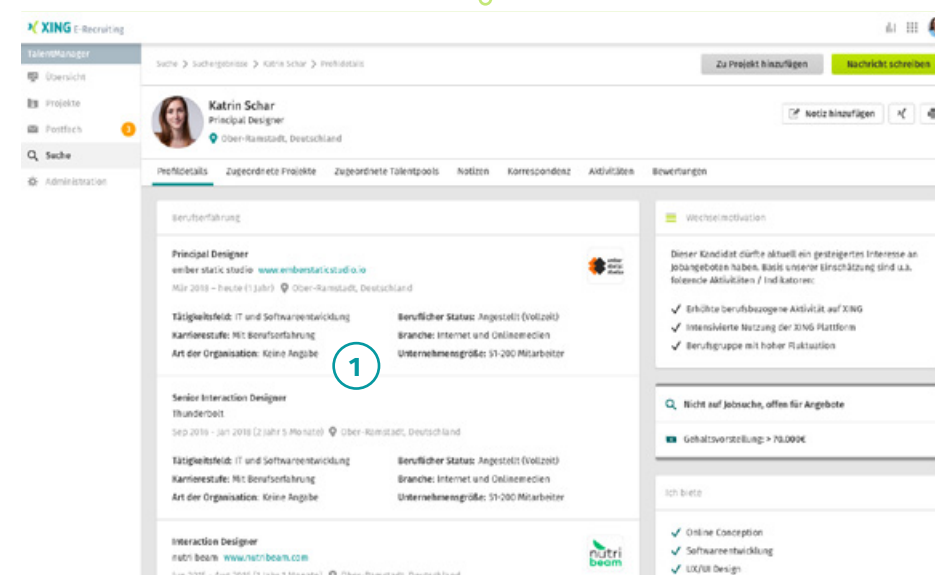 XING E-Recruiting
TalentManager
Übersicht
Projekte
Postfach
Suche
Administration
Suche > Suchergebnisse > Katrin Schar > Profildetails
Zu Projekt hinzufügen
Nachricht schreiben
Katrin Schar
Principal Designer
Ober-Ramstadt, Deutschland
Notiz hinzufügen
Profildetails Zugeordnete Projekte Zugeordnete Talentpools Notizen Korrespondenz Aktivitäten Bewertungen
Berufserfahrung
Principal Designer
ember static studio www.emberstaticstudio.io
ember
static
studio
Mär 2018 – heute (1 Jahr) Ober-Ramstadt, Deutschland
Tätigkeitsfeld: IT und Softwareentwicklung Beruflicher Status: Angestellt (Vollzeit)
Karrierestufe: Mit Berufserfahrung Branche: Internet und Onlinemedien
Art der Organisation: Keine Angabe Unternehmensgröße: 51-200 Mitarbeiter
1
Senior Interaction Designer
Thunderbolt
Sep 2016 - Jan 2018 (2 Jahr 5 Monate) Ober-Ramstadt, Deutschland
Tätigkeitsfeld: IT und Softwareentwicklung Beruflicher Status: Angestellt (Vollzeit)
Karrierestufe: Mit Berufserfahrung Branche: Internet und Onlinemedien
Art der Organisation: Keine Angabe Unternehmensgröße: 51-200 Mitarbeiter
Interaction Designer
nutri beam www.nutribeam.com
nutri
beam
Wechselmotivation
Dieser Kandidat dürfte aktuell ein gesteigertes Interesse an
Jobangeboten haben. Basis unserer Einschätzung sind u.a.
folgende Aktivitäten / Indikatoren:
Erhöhte berufsbezogene Aktivität auf XING
Intensivierte Nutzung der XING Plattform
Berufsgruppe mit hoher Fluktuation
Nicht auf Jobsuche, offen für Angebote
Gehaltsvorstellung: > 70.000€
Ich biete
Online Conception
Softwareentwicklung
UX/UI Design